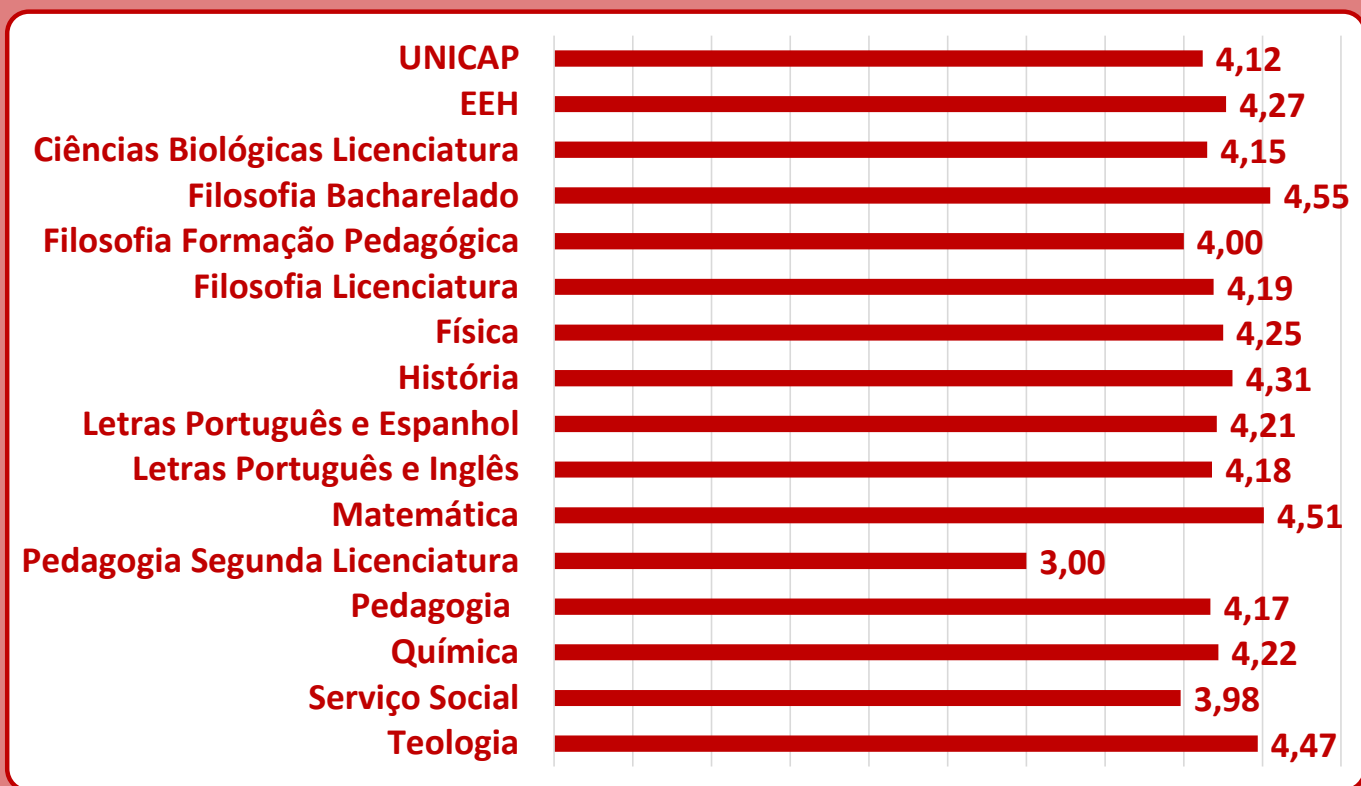 UNICAP 4,12
EEH 4,27
Ciências Biológicas Licenciatura 4,15
Filosofia Bacharelado 4,55
Filosofia Formação Pedagógica 4,00
Filosofia Licenciatura 4,19
Física 4,25
História 4,31
Letras Português e Espanhol 4,21
Letras Português e Inglês 4,18
Matemática 4,51
Pedagogia Segunda Licenciatura 3,00
Pedagogia 4,17
Química 4,22
Serviço Social 3,98
Teologia 4,47